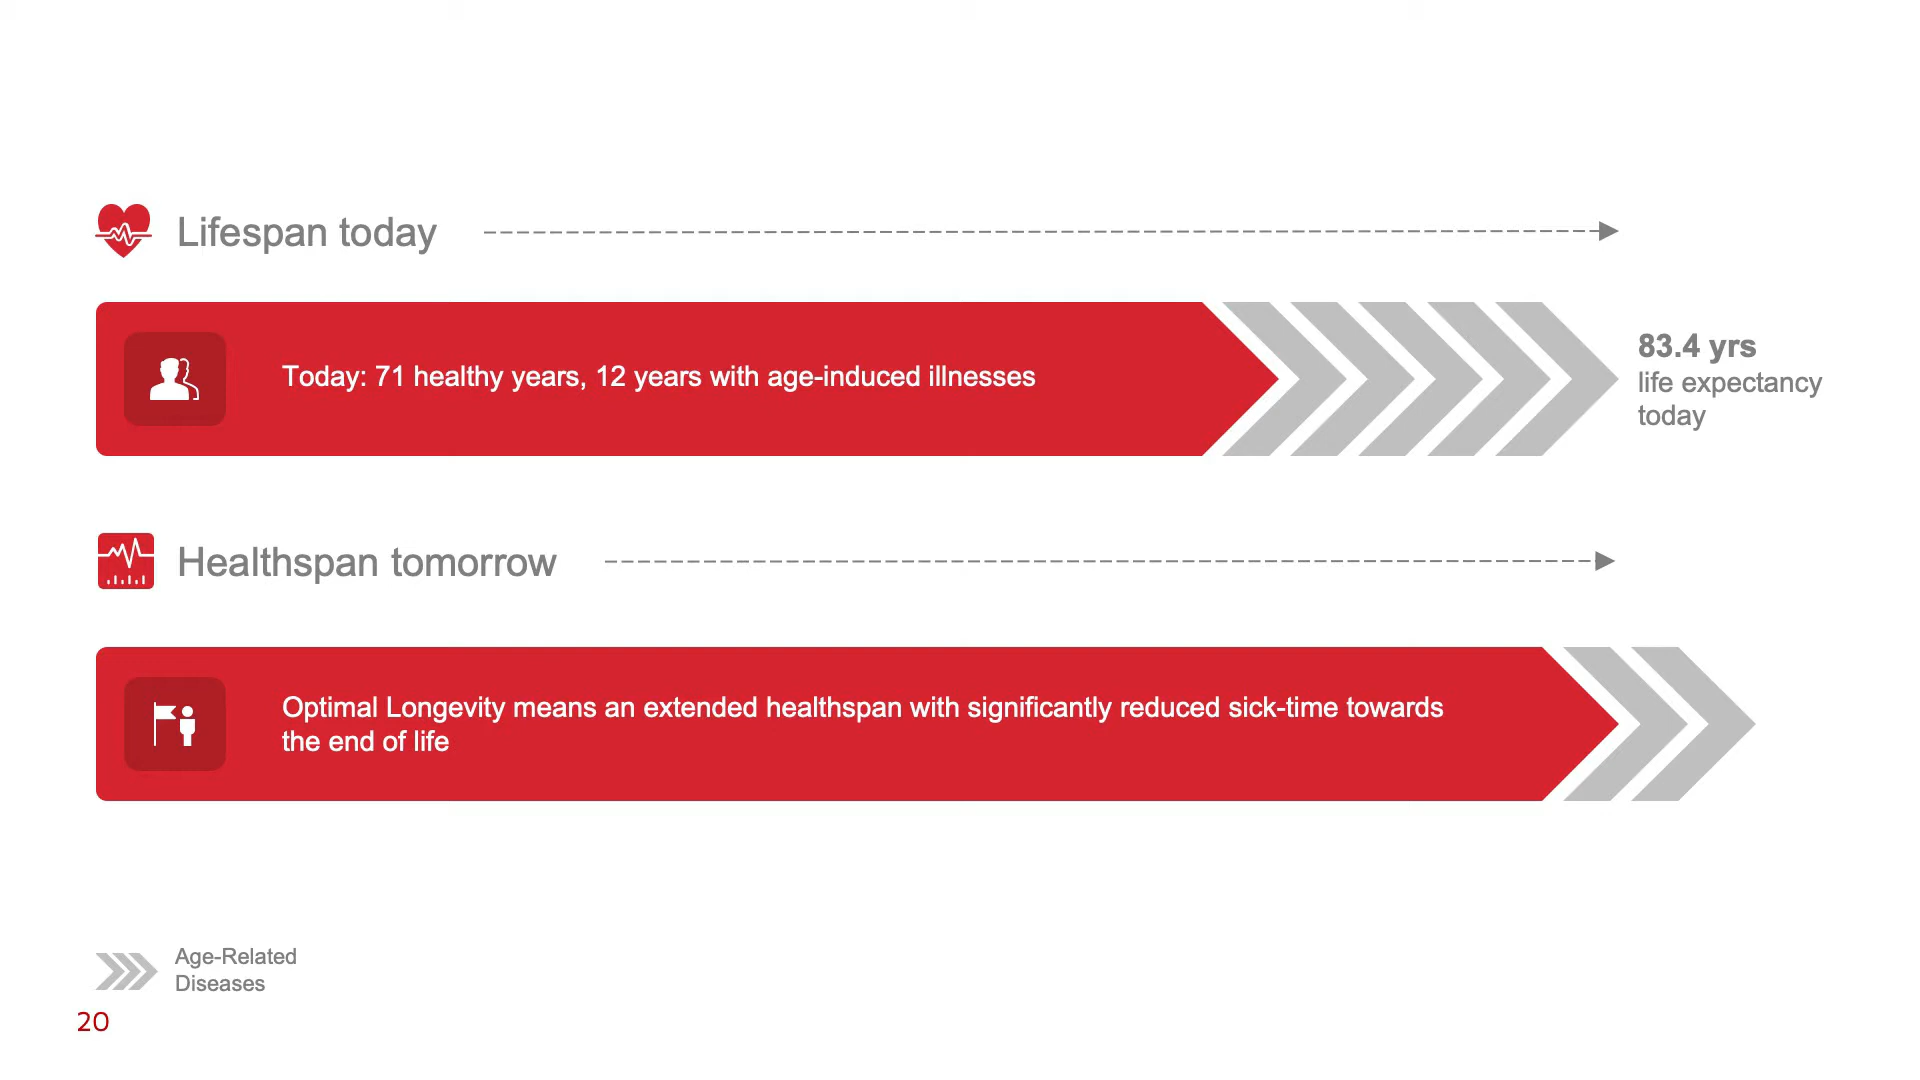 Lifespan today
Today: 71 healthy years, 12 years with age-induced illnesses
83.4 yrs
life expectancy
today
Healthspan tomorrow
Optimal Longevity means an extended healthspan with significantly reduced sick-time towards
the end of life
Age-Related
Diseases
20